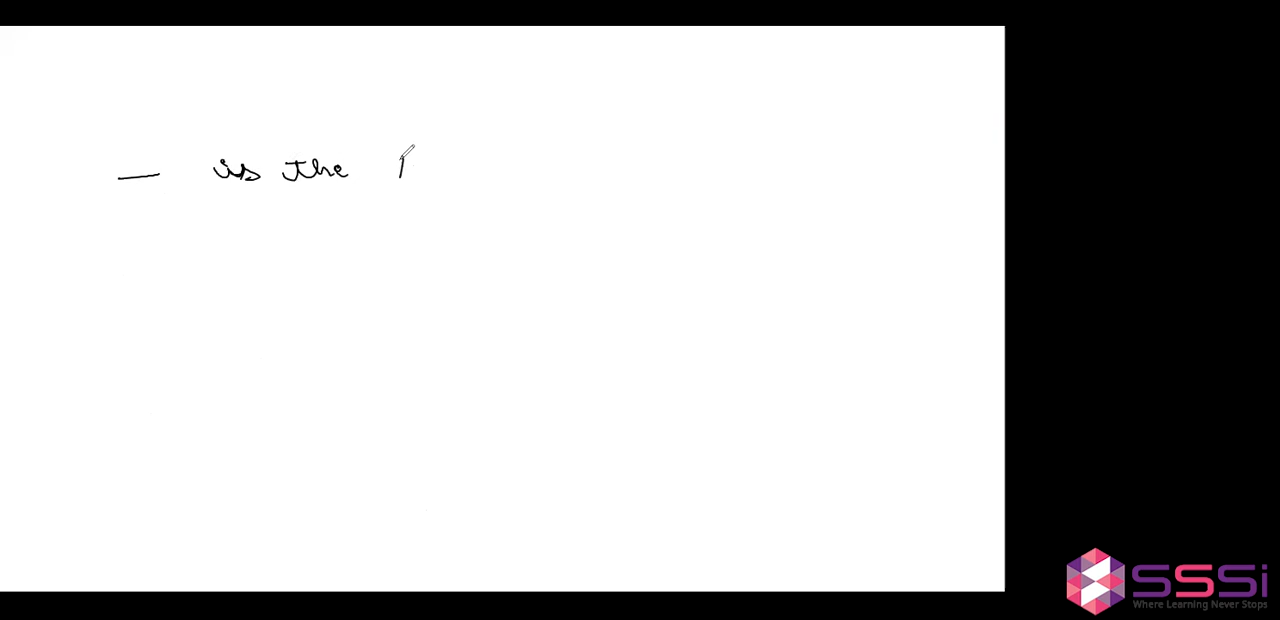 — is the
SSSi
Where Learning Never Stops